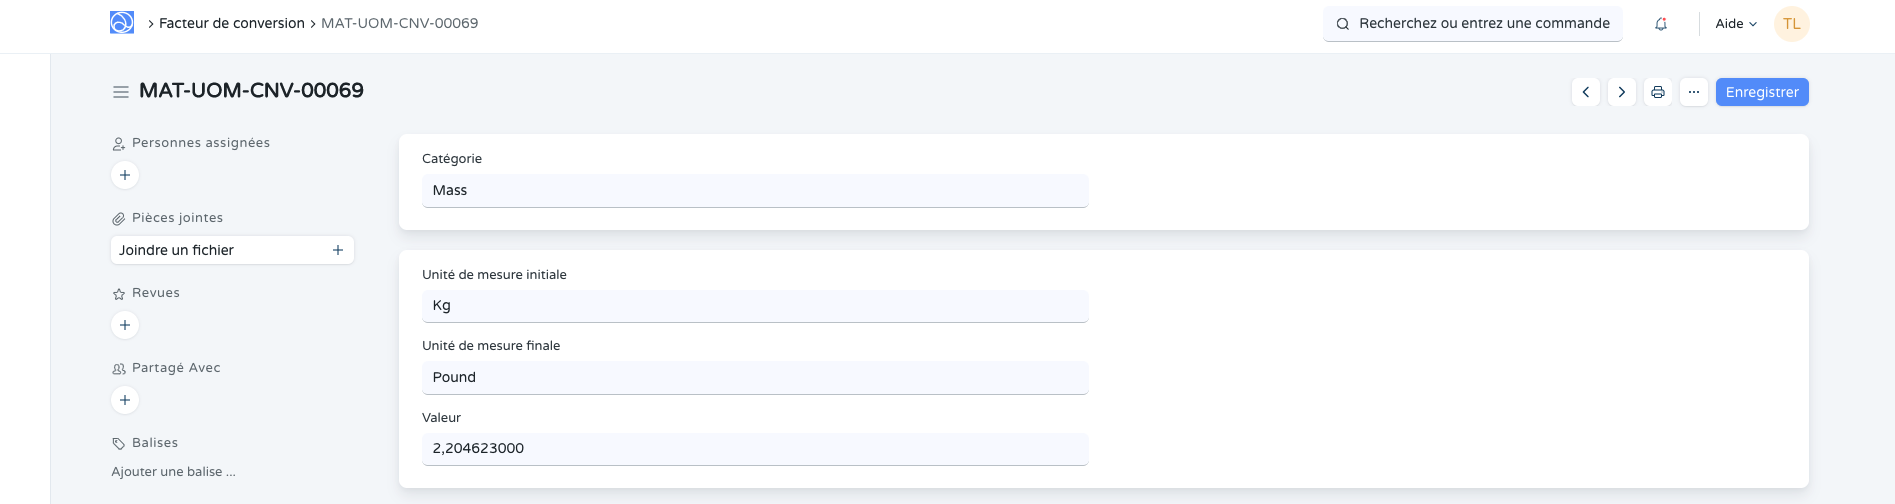 Facteur de conversion MAT-UOM-CNV-00069
Recherchez ou entrez une commande
Aide
TL
MAT-UOM-CNV-00069
Enregistrer
Personnes assignées
Pièces jointes
Joindre un fichier
Revues
Partagé Avec
Balises
Ajouter une balise ...
Catégorie
Mass
Unité de mesure initiale
Kg
Unité de mesure finale
Pound
Valeur
2,204623000